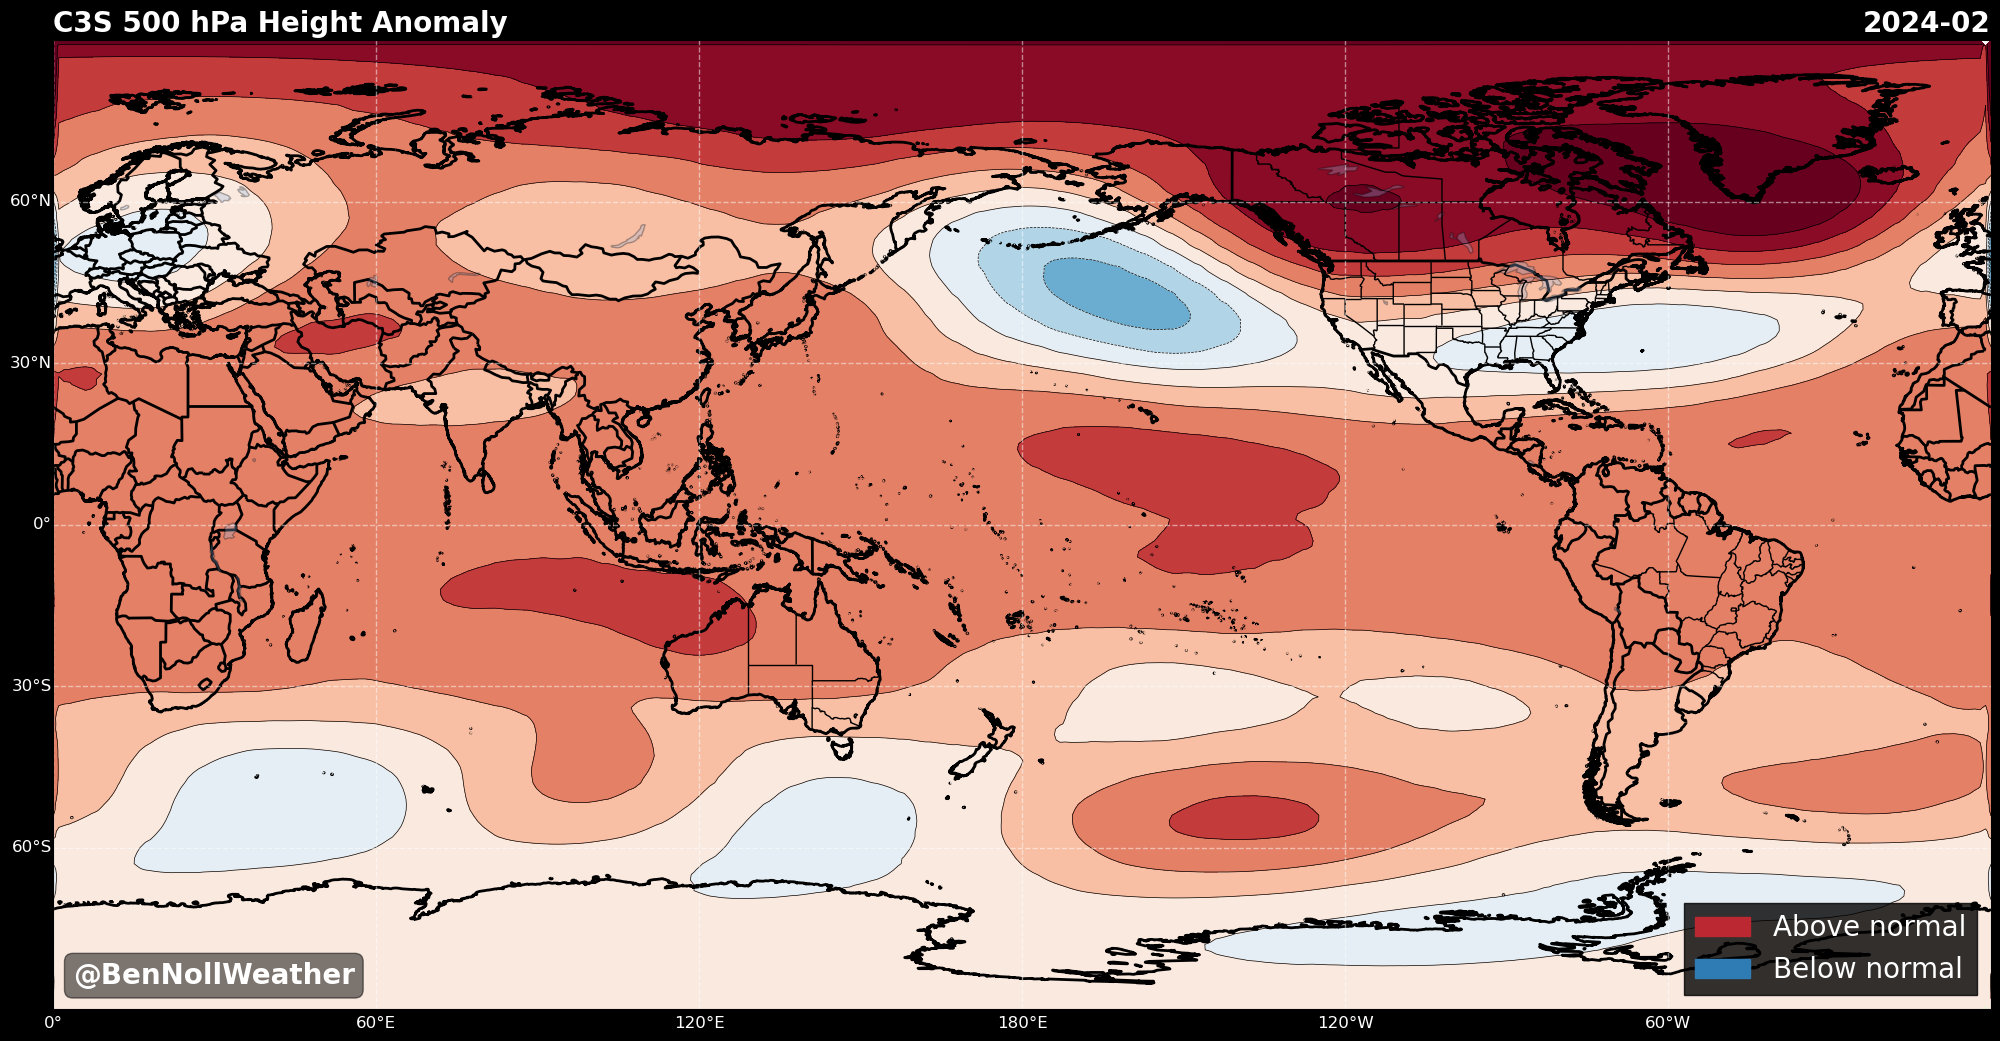 C3S 500 hPa Height Anomaly
2024-02
60°N
30°N
0°
30°S
60°S
Above normal
Below normal
@BenNollWeather
0°
60°E
120°E
180°E
120°W
60°W